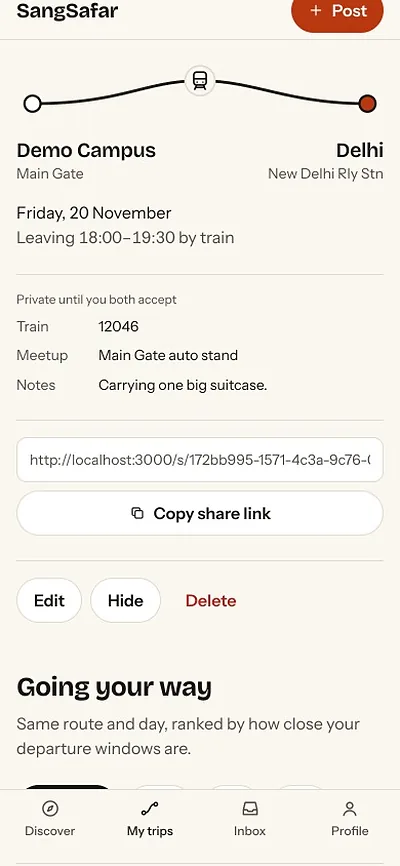 SangSafar
+ Post
Demo Campus
Delhi
Main Gate
New Delhi Rly Stn
Friday, 20 November
Leaving 18:00–19:30 by train
Private until you both accept
Train 12046
Meetup Main Gate auto stand
Notes Carrying one big suitcase.
http://localhost:3000/s/172bb995-1571-4c3a-9c76-
Copy share link
Edit
Hide
Delete
Going your way
Same route and day, ranked by how close your
departure windows are.
Discover
My trips
Inbox
Profile